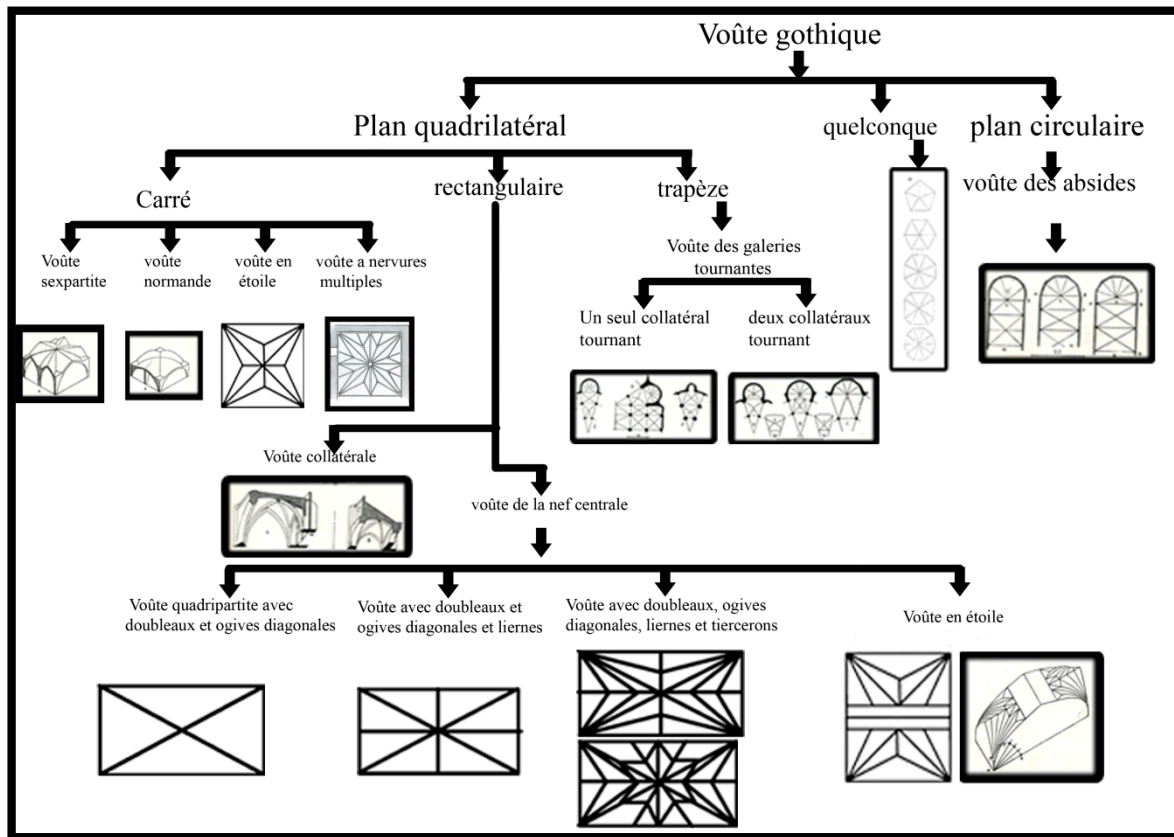 Voûte gothique
Plan quadrilatéral
quelconque
plan circulaire
Carré
rectangulaire
trapèze
voûte des absides
Voûte
sexpartite
voûte
normande
voûte en
étoile
voûte a nervures
multiples
Voûte des galeries
tournantes
Un seul collatéral
tournant
deux collatéraux
tournant
Voûte collatérale
voûte de la nef centrale
Voûte quadripartite avec
doubleaux et ogives diagonales
Voûte avec doubleaux et
ogives diagonales et liernes
Voûte avec doubleaux, ogives
diagonales, liernes et tiercerons
Voûte en étoile